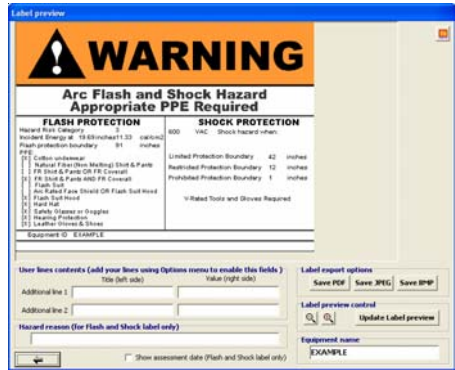 Label preview
WARNING
Arc Flash and Shock Hazard
Appropriate PPE Required
FLASH PROTECTION
Hazard Risk Category 3
Incident Energy at 18.69 inches 11.33 cal/cm2
Flash protection boundary 91 inches
PPE:
[X] Cotton underwear
[ ] Natural Fiber (Non Melting) Shirt & Pants
[ ] FR Shirt & Pants OR FR Coverall
[X] FR Shirt & Pants AND FR Coverall
[ ] Flash Suit
[ ] Arc Rated Face Shield OR Flash Suit Hood
[X] Flash Suit Hood
[X] Hard Hat
[X] Safety Glasses or Goggles
[X] Hearing Protection
[X] Leather Gloves & Shoes
Equipment ID EXAMPLE
SHOCK PROTECTION
600 VAC Shock hazard when:
Limited Protection Boundary 42 inches
Restricted Protection Boundary 12 inches
Prohibited Protection Boundary 1 inches
V-Rated Tools and Gloves Required
User lines contents (add your lines using Options menu to enable this fields )
Title (left side) Value (right side)
Additional line 1
Additional line 2
Hazard reason (for Flash and Shock label only)
Show assessment date (Flash and Shock label only)
Label export options
Save PDF Save JPEG Save BMP
Label preview control
Update Label preview
Equipment name
EXAMPLE